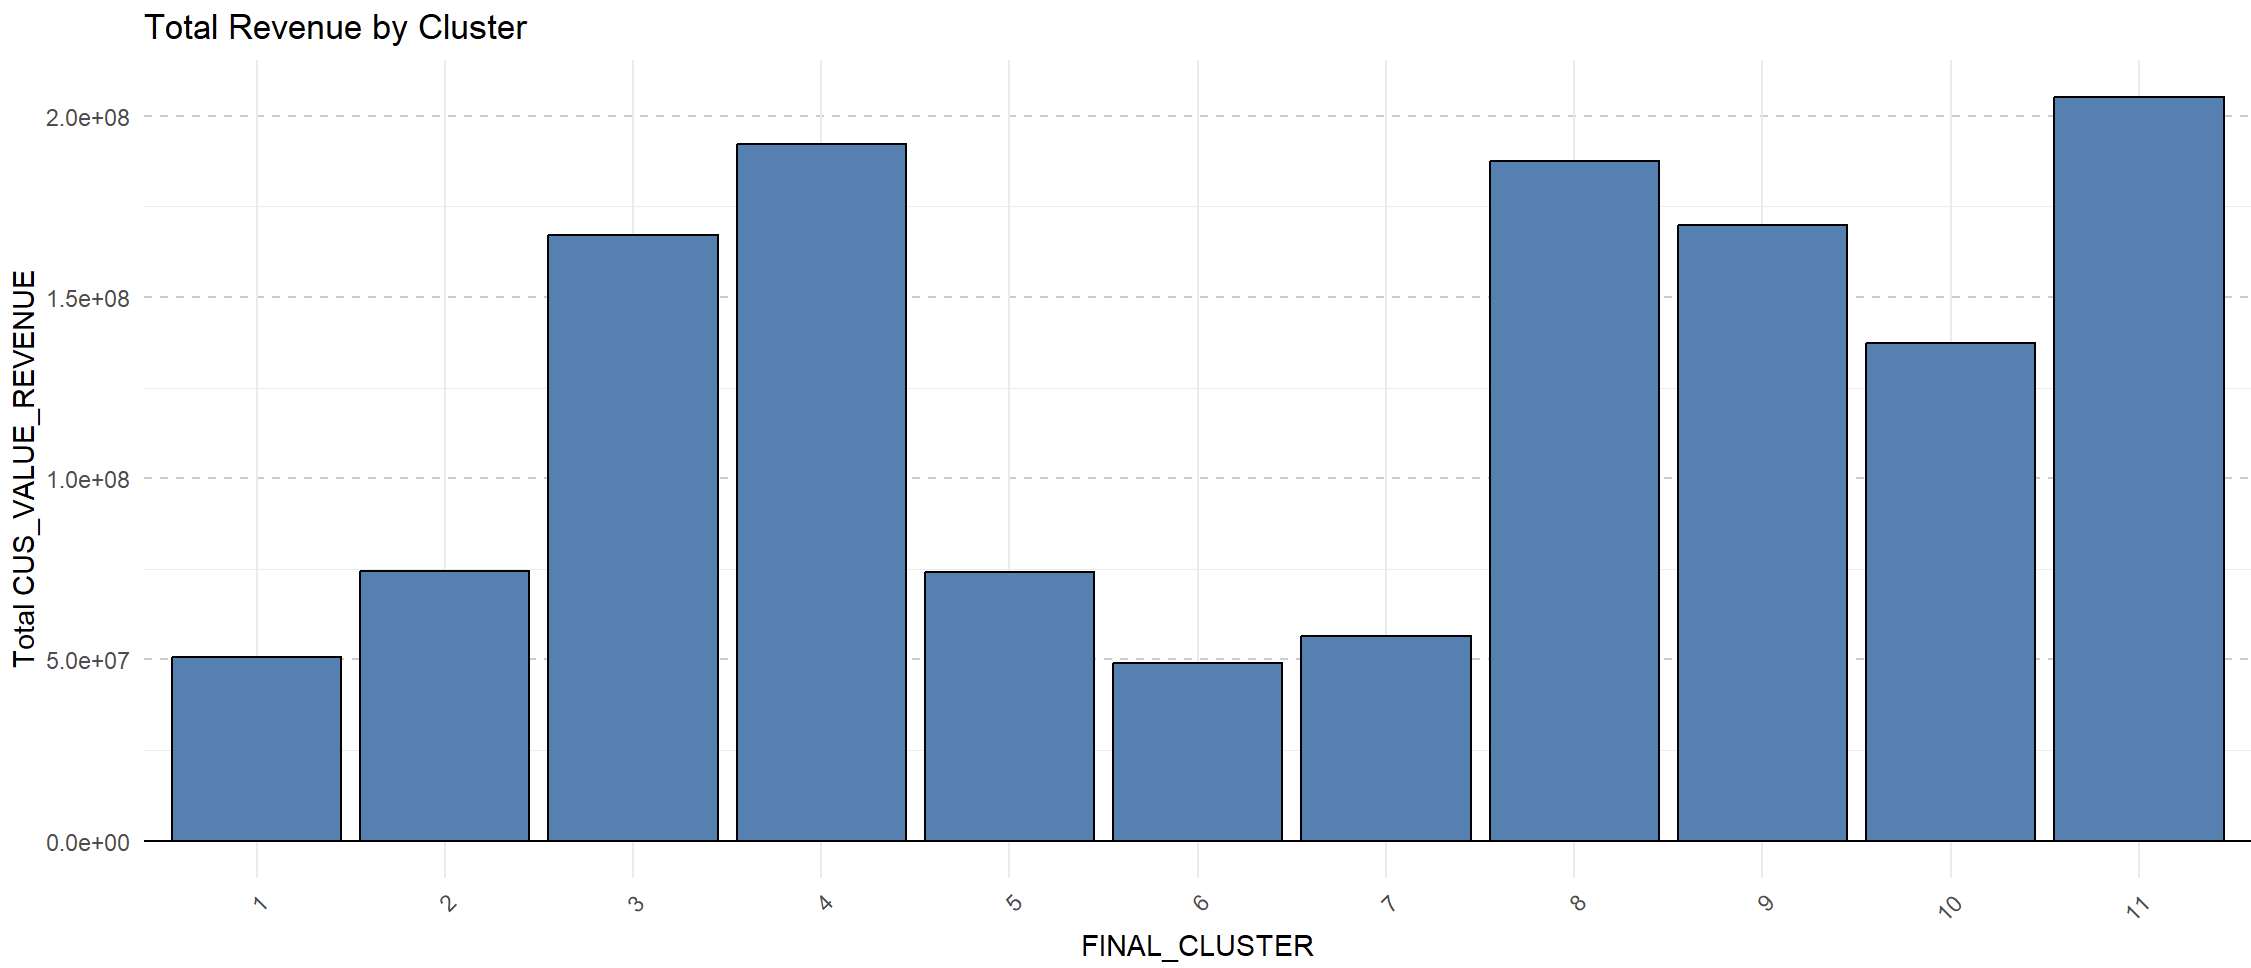 Total Revenue by Cluster
Total CUS_VALUE_REVENUE
2.0e+08
1.5e+08
1.0e+08
5.0e+07
0.0e+00
1 2 3 4 5 6 7 8 9 10 11
FINAL_CLUSTER